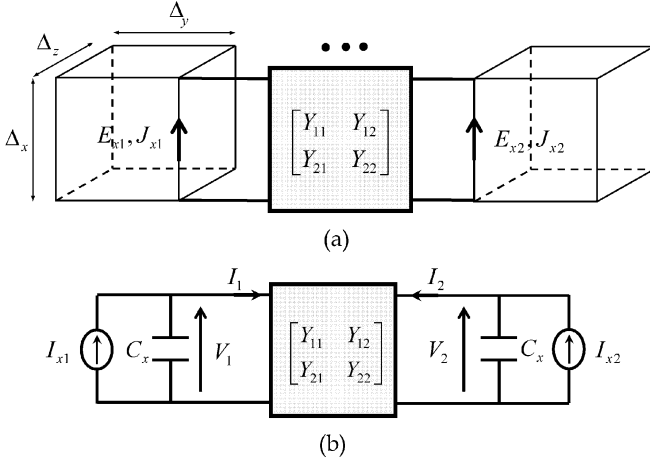 Δy
Δz
Δx
Ex1, Jx1
Y11 Y12
Y21 Y22
Ex2, Jx2
(a)
I1 I2
Ix1 Cx V1
Y11 Y12
Y21 Y22
V2 Cx Ix2
(b)